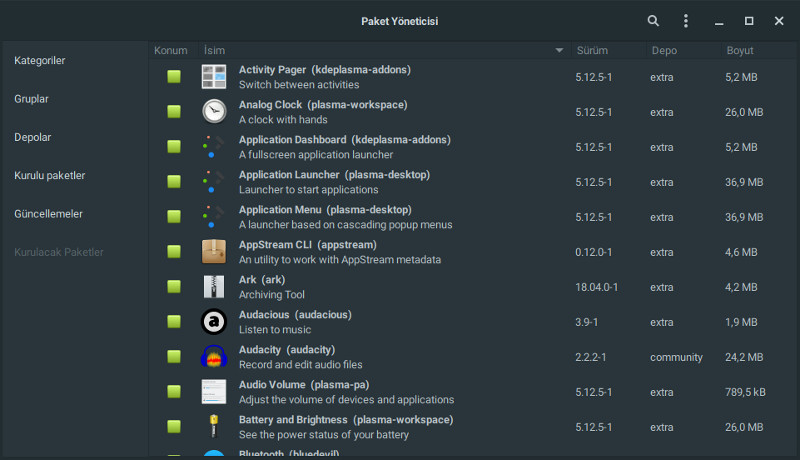 Paket Yöneticisi
Kategoriler
Gruplar
Depolar
Kurulu paketler
Güncellemeler
Kurulacak Paketler
Konum İsim Sürüm Depo Boyut
Activity Pager (kdeplasma-addons)
Switch between activities
5.12.5-1 extra 5,2 MB
Analog Clock (plasma-workspace)
A clock with hands
5.12.5-1 extra 26,0 MB
Application Dashboard (kdeplasma-addons)
A fullscreen application launcher
5.12.5-1 extra 5,2 MB
Application Launcher (plasma-desktop)
Launcher to start applications
5.12.5-1 extra 36,9 MB
Application Menu (plasma-desktop)
A launcher based on cascading popup menus
5.12.5-1 extra 36,9 MB
AppStream CLI (appstream)
An utility to work with AppStream metadata
0.12.0-1 extra 4,6 MB
Ark (ark)
Archiving Tool
18.04.0-1 extra 4,2 MB
Audacious (audacious)
Listen to music
3.9-1 extra 1,9 MB
Audacity (audacity)
Record and edit audio files
2.2.2-1 community 24,2 MB
Audio Volume (plasma-pa)
Adjust the volume of devices and applications
5.12.5-1 extra 789,5 kB
Battery and Brightness (plasma-workspace)
See the power status of your battery
5.12.5-1 extra 26,0 MB
Bluetooth (bluedevil)